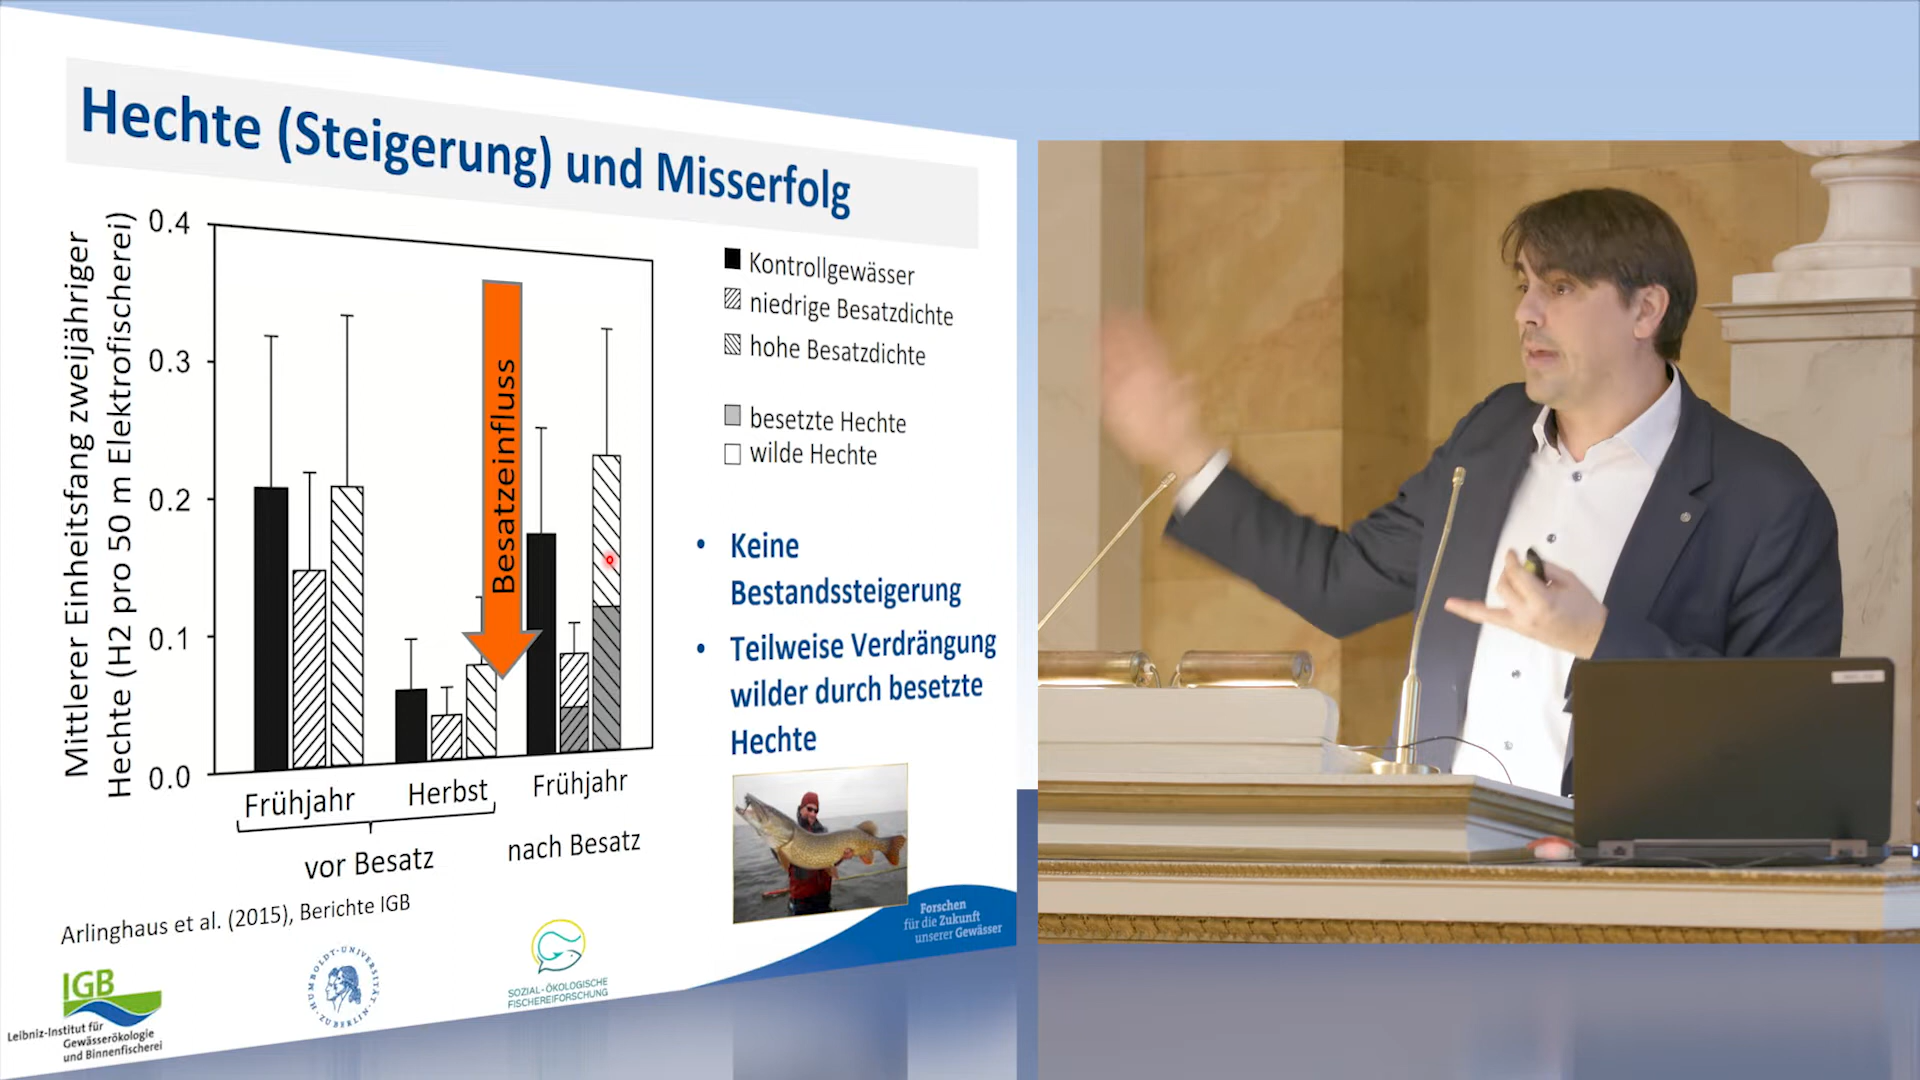 Hechte (Steigerung) und Misserfolg
Mittlerer Einheitsfang zweijähriger
Hechte (H2 pro 50 m Elektrofischerei)
0.4
0.3
0.2
0.1
0.0
Besatzeinfluss
Frühjahr
Herbst
Frühjahr
vor Besatz
nach Besatz
Kontrollgewässer
niedrige Besatzdichte
hohe Besatzdichte
besetzte Hechte
wilde Hechte
• Keine
Bestandssteigerung
• Teilweise Verdrängung
wilder durch besetzte
Hechte
Arlinghaus et al. (2015), Berichte IGB
IGB
Leibniz-Institut für
Gewässerökologie
und Binnenfischerei
HUMBOLDT-UNIVERSITÄT
ZU BERLIN
SOZIAL-ÖKOLOGISCHE
FISCHEREIFORSCHUNG
Forschen
für die Zukunft
unserer Gewässer